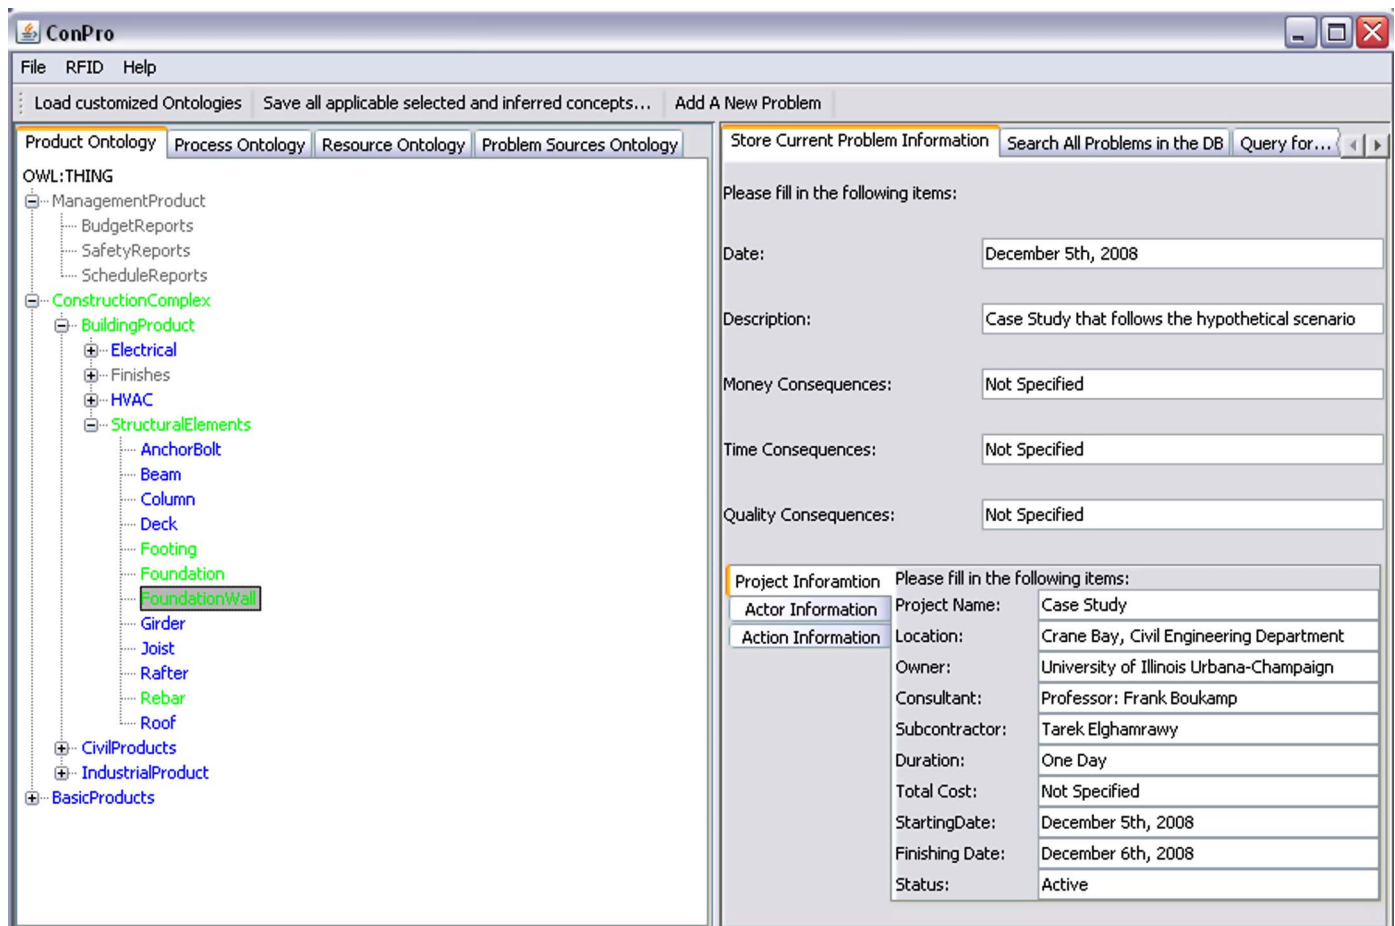 ConPro
File RFID Help
Load customized Ontologies Save all applicable selected and inferred concepts... Add A New Problem
Product Ontology Process Ontology Resource Ontology Problem Sources Ontology
OWL:THING
ManagementProduct
BudgetReports
SafetyReports
ScheduleReports
ConstructionComplex
BuildingProduct
Electrical
Finishes
HVAC
StructuralElements
AnchorBolt
Beam
Column
Deck
Footing
Foundation
FoundationWall
Girder
Joist
Rafter
Rebar
Roof
CivilProducts
IndustrialProduct
BasicProducts
Store Current Problem Information Search All Problems in the DB Query for...
Please fill in the following items:
Date: December 5th, 2008
Description: Case Study that follows the hypothetical scenario
Money Consequences: Not Specified
Time Consequences: Not Specified
Quality Consequences: Not Specified
Project Inforamtion
Actor Information
Action Information
Please fill in the following items:
Project Name: Case Study
Location: Crane Bay, Civil Engineering Department
Owner: University of Illinois Urbana-Champaign
Consultant: Professor: Frank Boukamp
Subcontractor: Tarek Elghamrawy
Duration: One Day
Total Cost: Not Specified
StartingDate: December 5th, 2008
Finishing Date: December 6th, 2008
Status: Active